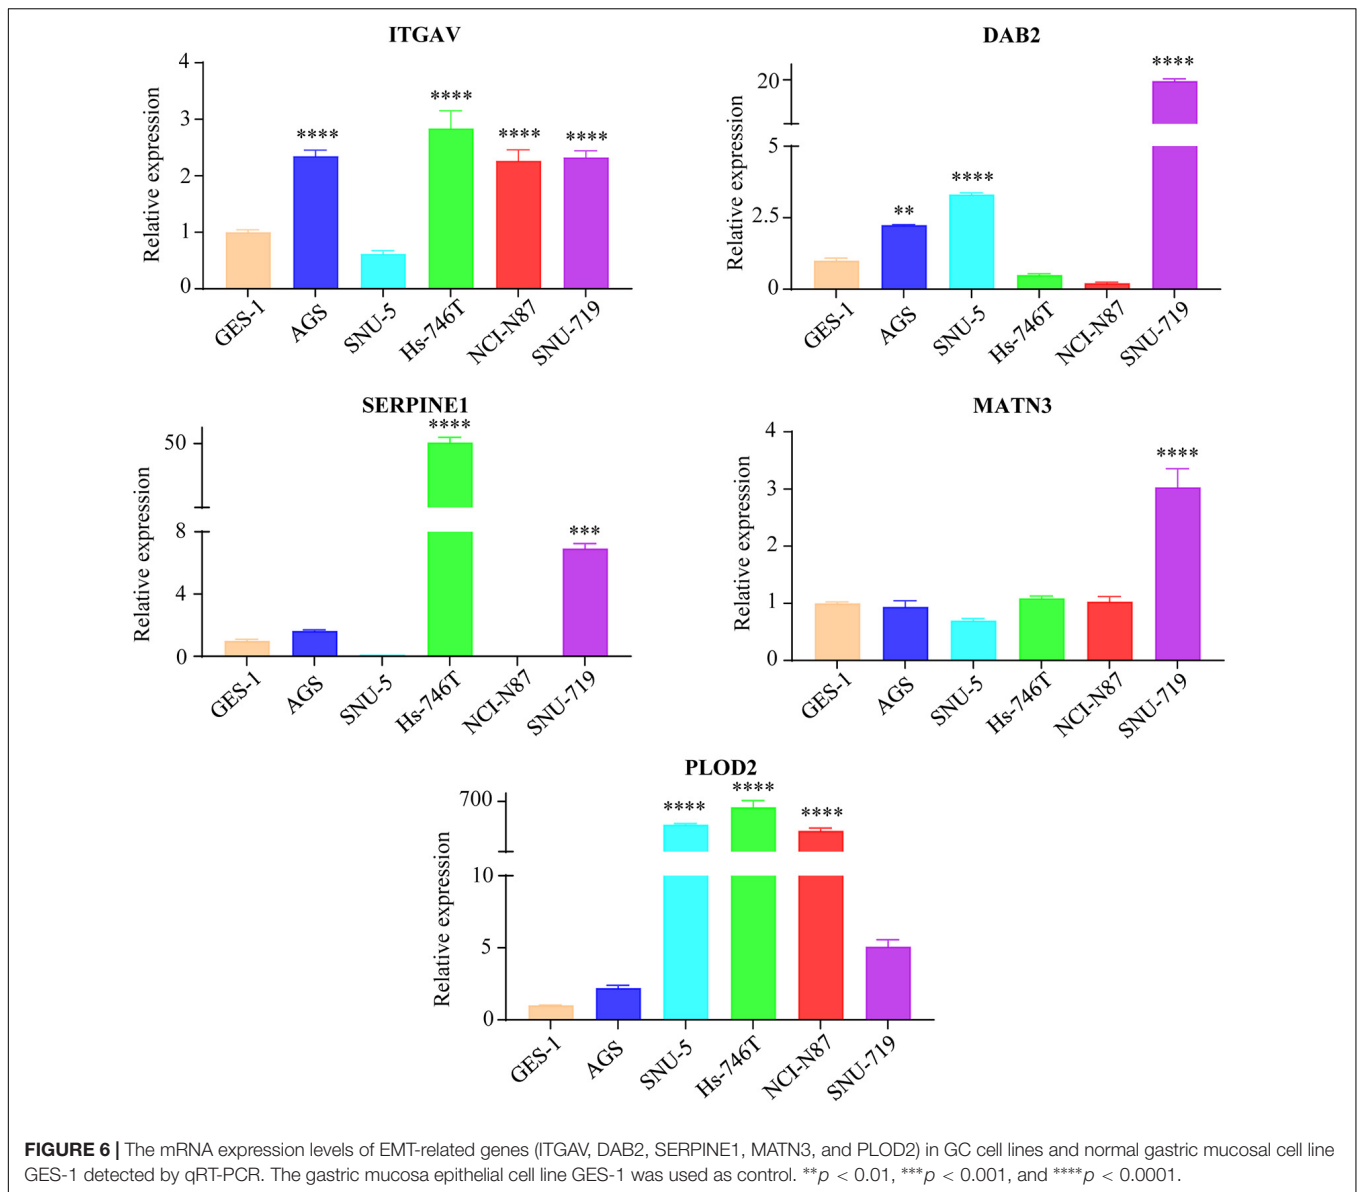 ITGAV
Relative expression
4
3
2
1
0
****
****
****
****
GES-1
AGS
SNU-5
Hs-746T
NCI-N87
SNU-719
DAB2
Relative expression
20
5
2.5
0
**
****
****
GES-1
AGS
SNU-5
Hs-746T
NCI-N87
SNU-719
SERPINE1
Relative expression
50
8
4
0
****
***
GES-1
AGS
SNU-5
Hs-746T
NCI-N87
SNU-719
MATN3
Relative expression
4
3
2
1
0
****
GES-1
AGS
SNU-5
Hs-746T
NCI-N87
SNU-719
PLOD2
Relative expression
700
10
5
0
****
****
****
GES-1
AGS
SNU-5
Hs-746T
NCI-N87
SNU-719
FIGURE 6 | The mRNA expression levels of EMT-related genes (ITGAV, DAB2, SERPINE1, MATN3, and PLOD2) in GC cell lines and normal gastric mucosal cell line
GES-1 detected by qRT-PCR. The gastric mucosa epithelial cell line GES-1 was used as control. **p < 0.01, ***p < 0.001, and ****p < 0.0001.